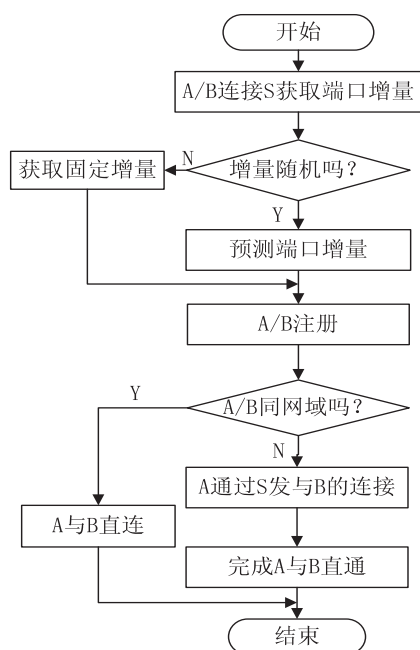 开始
A/B连接S获取端口增量
增量随机吗?
N
获取固定增量
Y
预测端口增量
A/B注册
A/B同网域吗?
Y
N
A通过S发与B的连接
A与B直连
完成A与B直通
结束